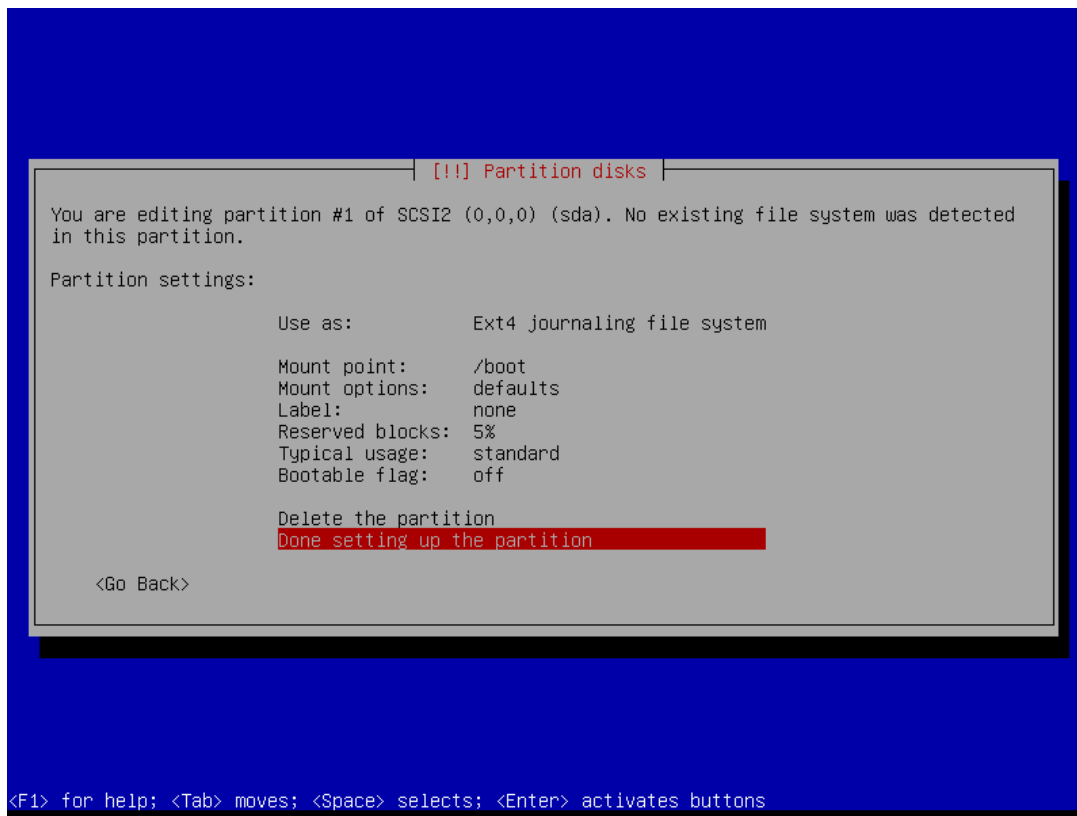 [!!] Partition disks
You are editing partition #1 of SCSI2 (0,0,0) (sda). No existing file system was detected
in this partition.
Partition settings:
Use as: Ext4 journaling file system
Mount point: /boot
Mount options: defaults
Label: none
Reserved blocks: 5%
Typical usage: standard
Bootable flag: off
Delete the partition
Done setting up the partition
<Go Back>
<F1> for help; <Tab> moves; <Space> selects; <Enter> activates buttons